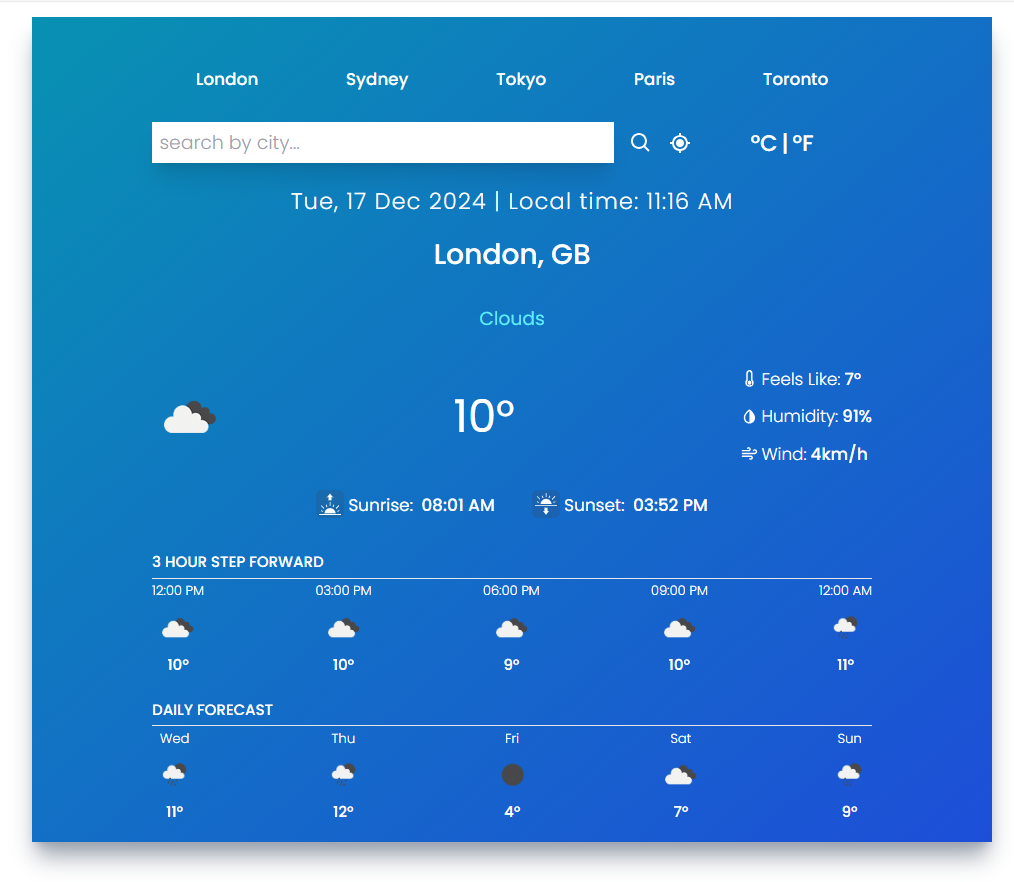 London Sydney Tokyo Paris Toronto
search by city...
°C | °F
Tue, 17 Dec 2024 | Local time: 11:16 AM
London, GB
Clouds
10°
Feels Like: 7°
Humidity: 91%
Wind: 4km/h
Sunrise: 08:01 AM Sunset: 03:52 PM
3 HOUR STEP FORWARD
12:00 PM 03:00 PM 06:00 PM 09:00 PM 12:00 AM
10° 10° 9° 10° 11°
DAILY FORECAST
Wed Thu Fri Sat Sun
11° 12° 4° 7° 9°